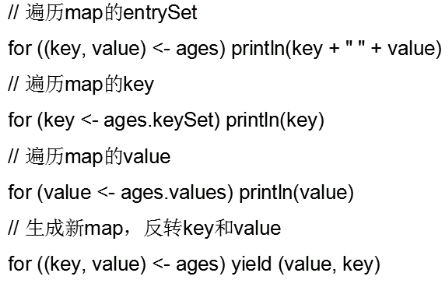 // 遍历map的entrySet
for ((key, value) <- ages) println(key + " " + value)
// 遍历map的key
for (key <- ages.keySet) println(key)
// 遍历map的value
for (value <- ages.values) println(value)
// 生成新map，反转key和value
for ((key, value) <- ages) yield (value, key)